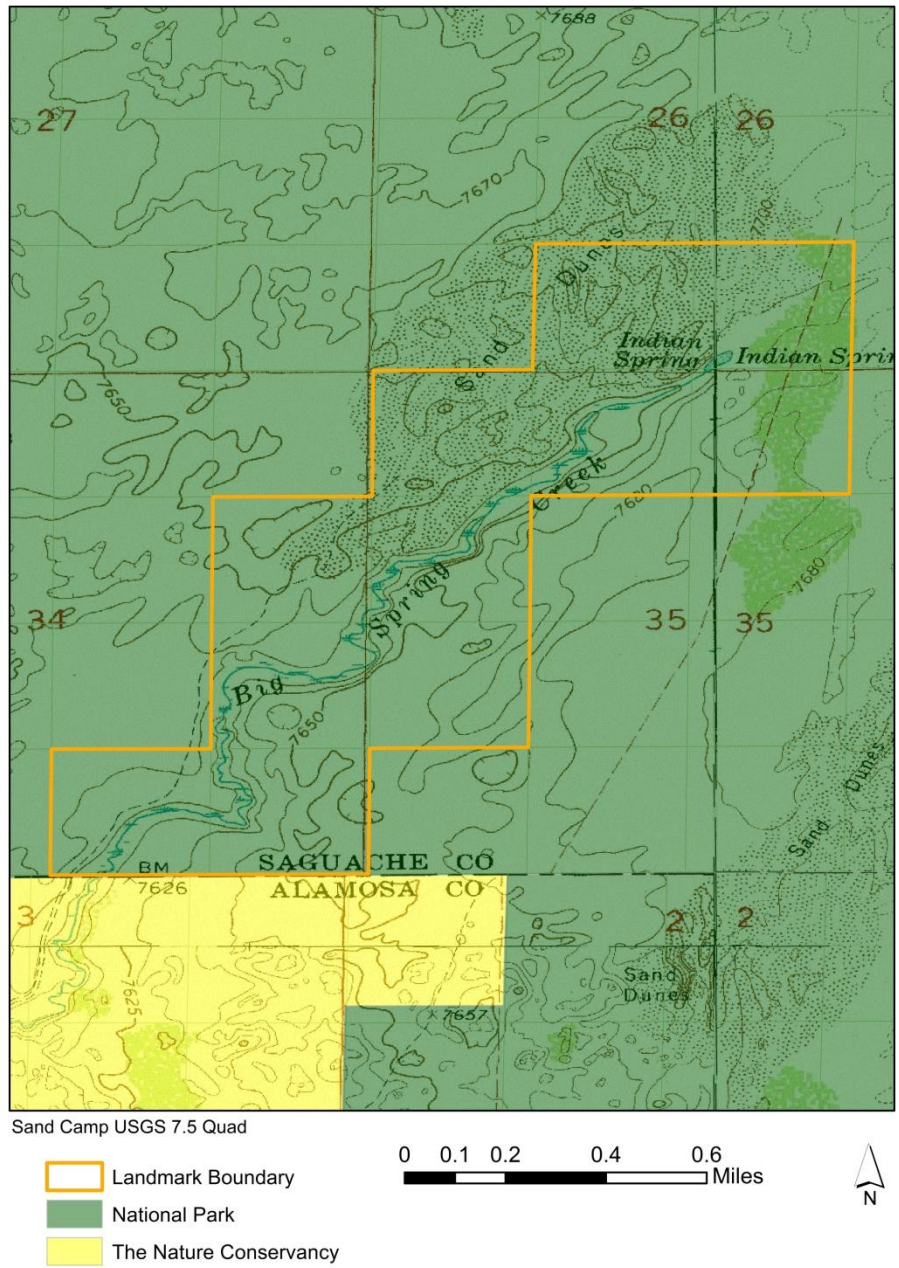 7688
27
26
26
7670
7700
Sand Dunes
Indian
Spring
Indian Sprin
7650
Creek
7680
7680
34
Spring
35
35
Big
7650
Sand Dunes
SAGUACHE CO
BM
7626
ALAMOSA CO
3
2
2
Sand
Dunes
7625
7657
Sand Camp USGS 7.5 Quad
0 0.1 0.2 0.4 0.6
Miles
Landmark Boundary
National Park
The Nature Conservancy
N